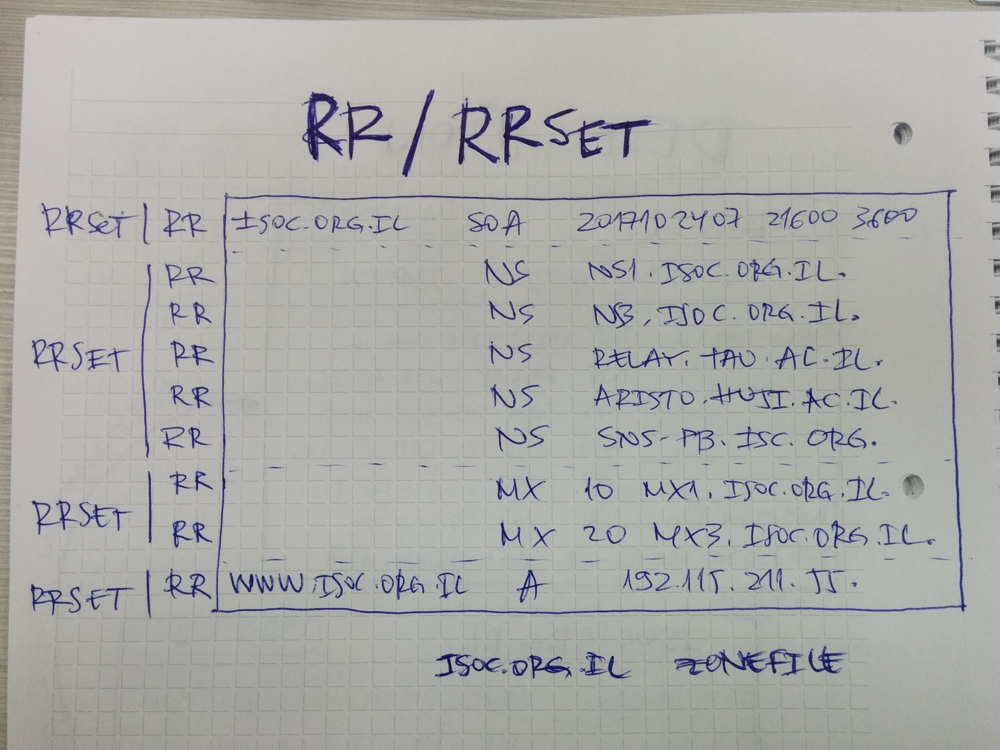 RR/RRSET
RRSet RR ISOC.ORG.IL SOA 2017102407 21600 3600
RR NS NS1.ISOC.ORG.IL.
RR NS NS3.ISOC.ORG.IL.
RRSET RR NS RELAY.TAU.AC.IL.
RR NS ARISTO.HUJI.AC.IL.
RR NS SNS-PB.ISC.ORG.
RR MX 10 MX1.ISOC.ORG.IL.
RRSET
RR MX 20 MX3.ISOC.ORG.IL.
RRSET RR WWW.ISOC.ORG.IL A 192.115.211.55.
ISOC.ORG.IL ZONEFILE